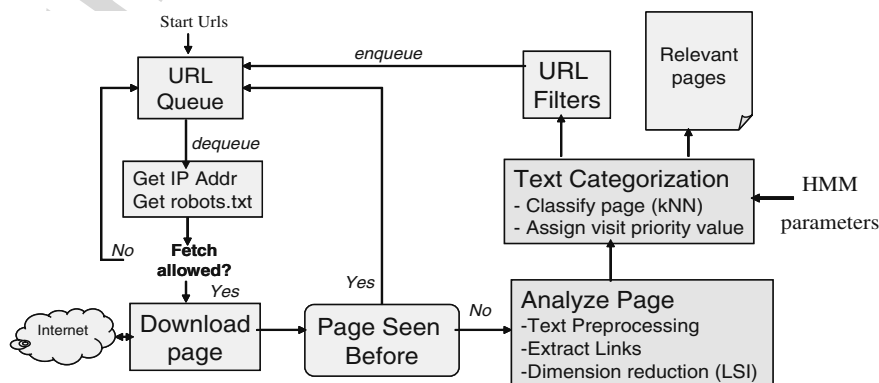 Start Urls
URL
Queue
enqueue
URL
Filters
Relevant
pages
dequeue
Get IP Addr
Get robots.txt
Text Categorization
- Classify page (kNN)
- Assign visit priority value
HMM
parameters
No
Fetch
allowed?
Yes
Yes
Internet
Download
page
Page Seen
Before
No
Analyze Page
-Text Preprocessing
-Extract Links
-Dimension reduction (LSI)